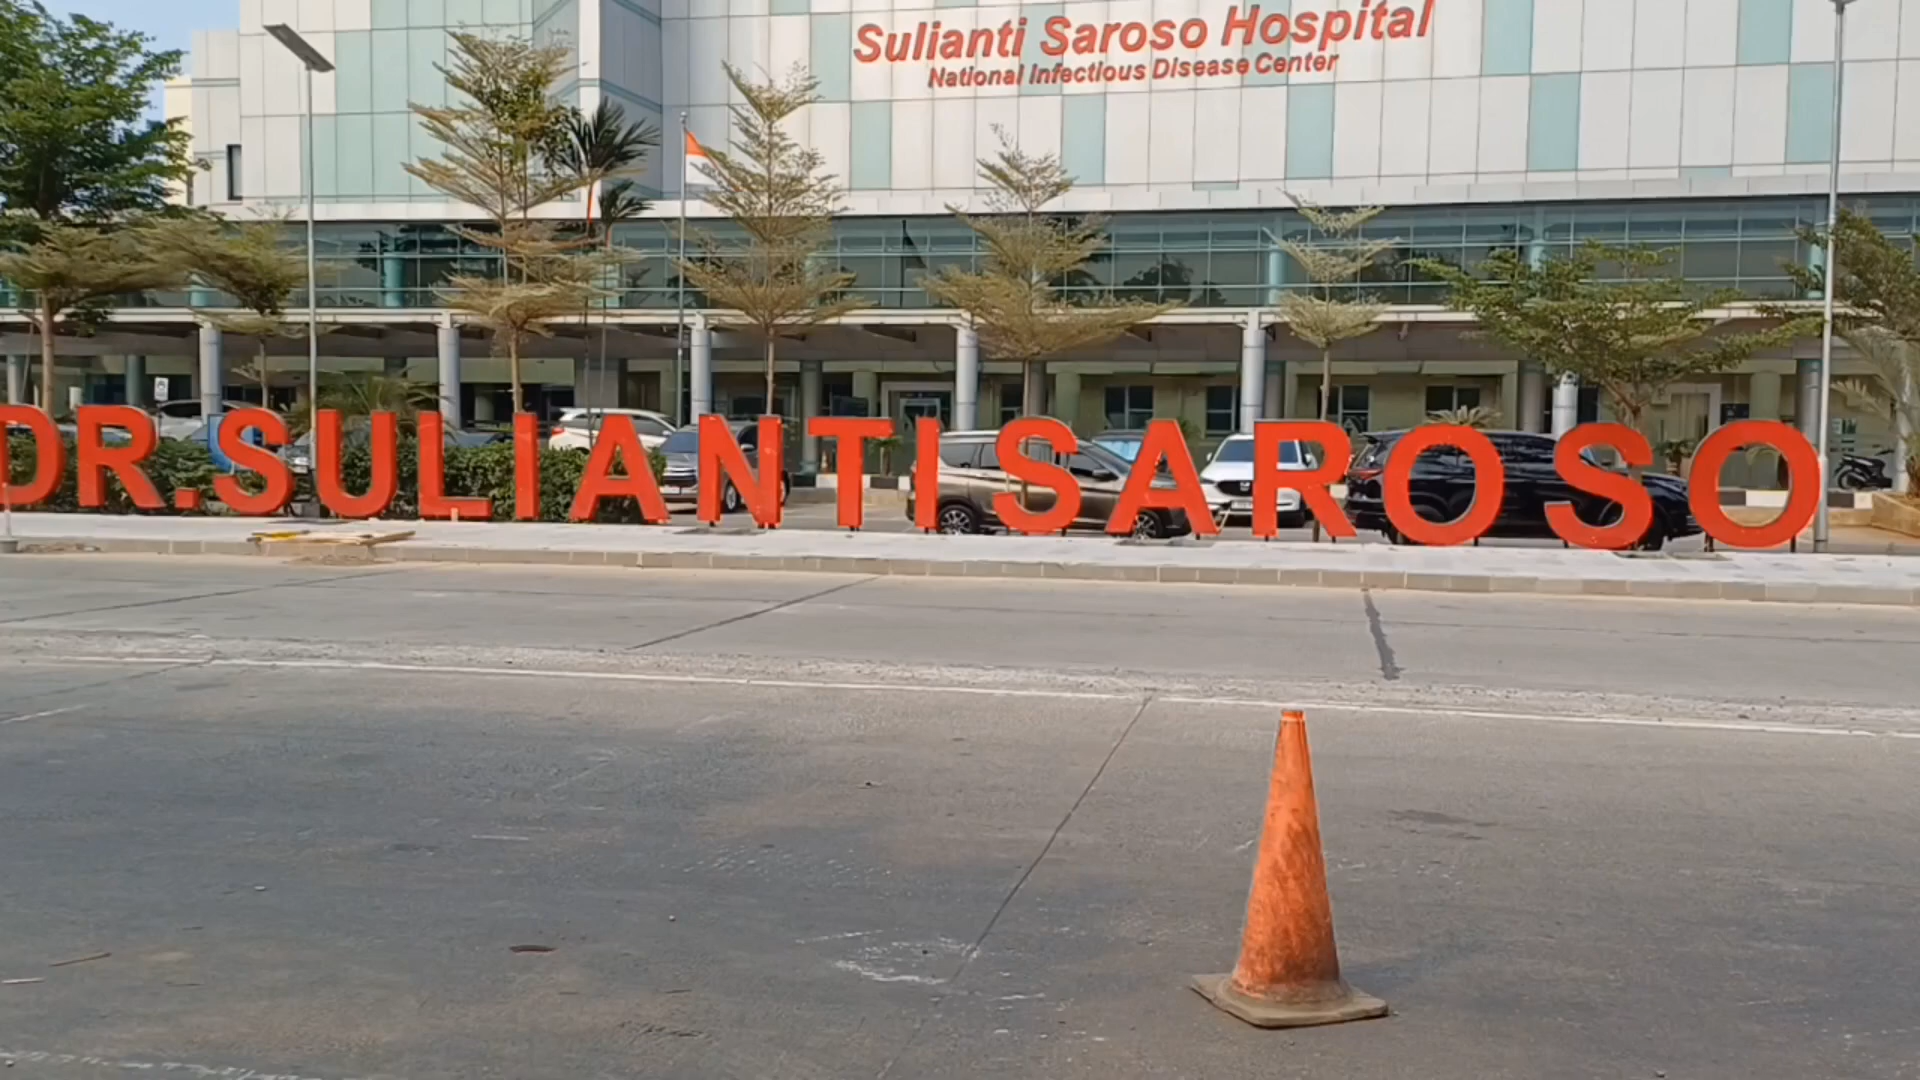 Sulianti Saroso Hospital
National Infectious Disease Center
DR.SULIANTI SAROSO